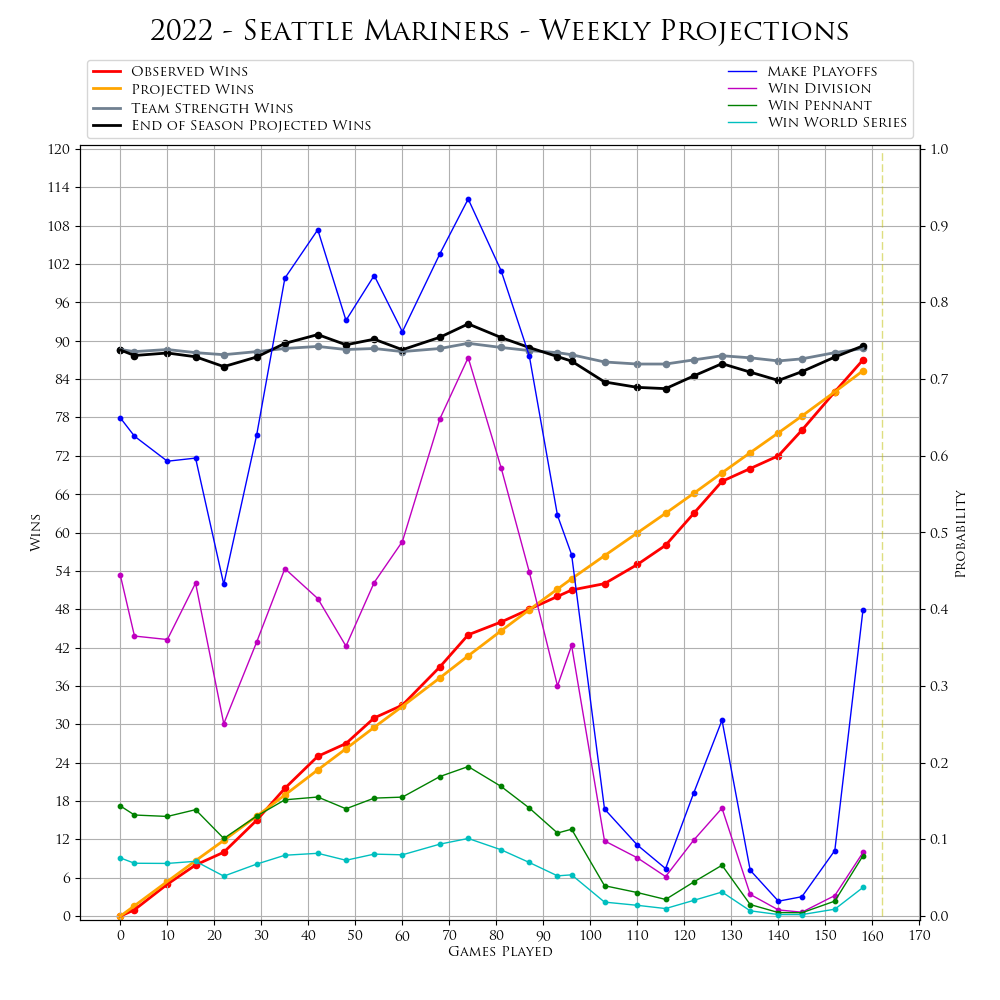 2022 - Seattle Mariners - Weekly Projections
Observed Wins
Projected Wins
Team Strength Wins
End of Season Projected Wins
Make Playoffs
Win Division
Win Pennant
Win World Series
120
114
108
102
96
90
84
78
72
66
60
54
48
42
36
30
24
18
12
6
0
Wins
1.0
0.9
0.8
0.7
0.6
0.5
0.4
0.3
0.2
0.1
0.0
Probability
0 10 20 30 40 50 60 70 80 90 100 110 120 130 140 150 160 170
Games Played